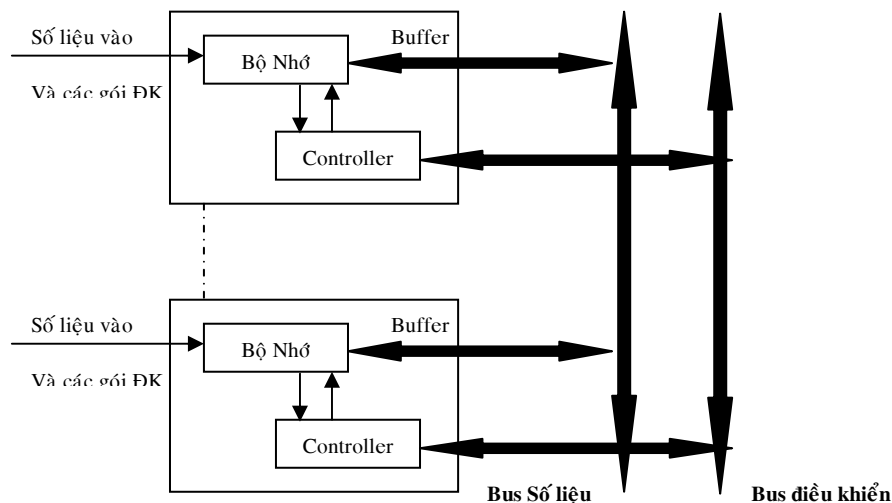 Số liệu vào
Buffer
Bộ Nhớ
Và các gói ĐK
Controller
Số liệu vào
Buffer
Bộ Nhớ
Và các gói ĐK
Controller
Bus Số liệu
Bus điều khiển